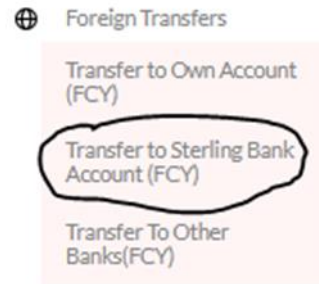 Foreign Transfers
Transfer to Own Account
(FCY)
Transfer to Sterling Bank
Account (FCY)
Transfer To Other
Banks(FCY)